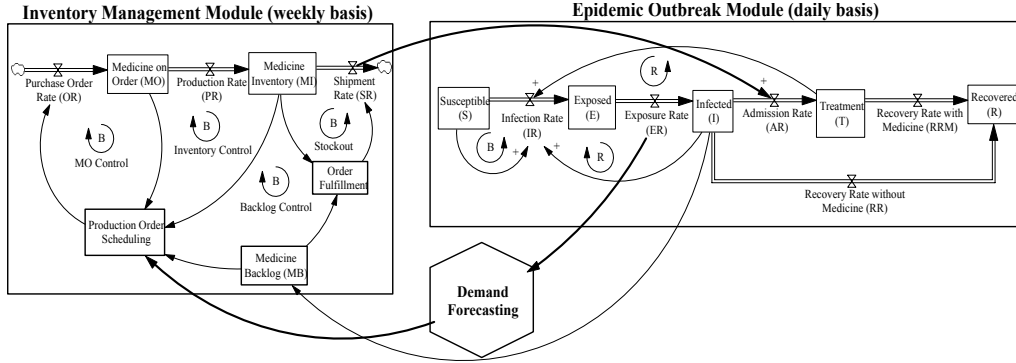 Inventory Management Module (weekly basis)
Medicine on
Order (MO)
Medicine
Inventory (MI)
Purchase Order
Rate (OR)
Production Rate
(PR)
Shipment
Rate (SR)
B
MO Control
B
Inventory Control
B
Stockout
B
Backlog Control
Order
Fulfillment
Production Order
Scheduling
Medicine
Backlog (MB)
Epidemic Outbreak Module (daily basis)
R
+
+
Susceptible
(S)
Exposed
(E)
Infected
(I)
Treatment
(T)
Recovered
(R)
Infection Rate
(IR)
Exposure Rate
(ER)
Admission Rate
(AR)
Recovery Rate with
Medicine (RRM)
B
+
R
+
Recovery Rate without
Medicine (RR)
Demand
Forecasting